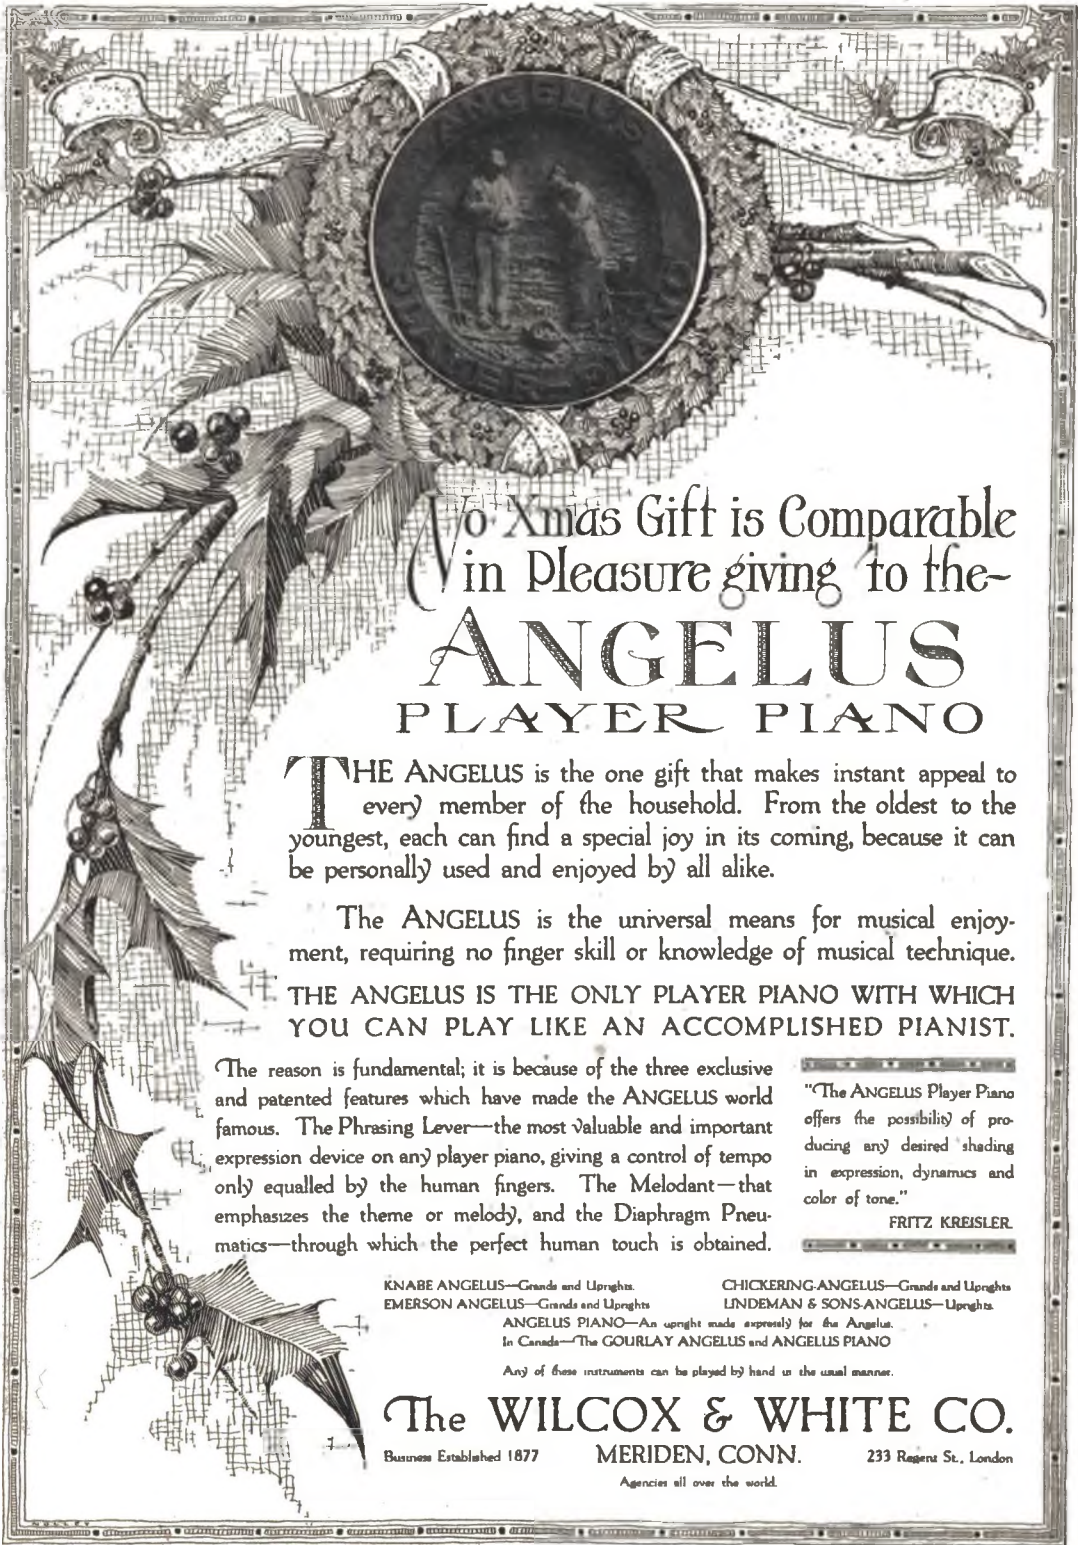 ANGELUS
PLAYER-PIANO
No Xmas Gift is Comparable
in Pleasure giving to the-
ANGELUS
PLAYER PIANO
THE ANGELUS is the one gift that makes instant appeal to
every member of the household. From the oldest to the
youngest, each can find a special joy in its coming, because it can
be personally used and enjoyed by all alike.
The ANGELUS is the universal means for musical enjoy-
ment, requiring no finger skill or knowledge of musical technique.
THE ANGELUS IS THE ONLY PLAYER PIANO WITH WHICH
YOU CAN PLAY LIKE AN ACCOMPLISHED PIANIST.
The reason is fundamental; it is because of the three exclusive
and patented features which have made the ANGELUS world
famous. The Phrasing Lever—the most valuable and important
expression device on any player piano, giving a control of tempo
only equalled by the human fingers. The Melodant—that
emphasizes the theme or melody, and the Diaphragm Pneu-
matics—through which the perfect human touch is obtained.
"The ANGELUS Player Piano
offers the possibility of pro-
ducing any desired shading
in expression, dynamics and
color of tone."
FRITZ KREISLER.
KNABE ANGELUS—Grands and Uprights.
CHICKERING-ANGELUS—Grands and Uprights
EMERSON ANGELUS—Grands and Uprights
LINDEMAN & SONS-ANGELUS—Uprights.
ANGELUS PIANO—An upright made expressly for the Angelus.
In Canada—The GOURLAY ANGELUS and ANGELUS PIANO
Any of these instruments can be played by hand in the usual manner.
The WILCOX & WHITE CO.
Business Established 1877
MERIDEN, CONN.
233 Regent St., London
Agencies all over the world.